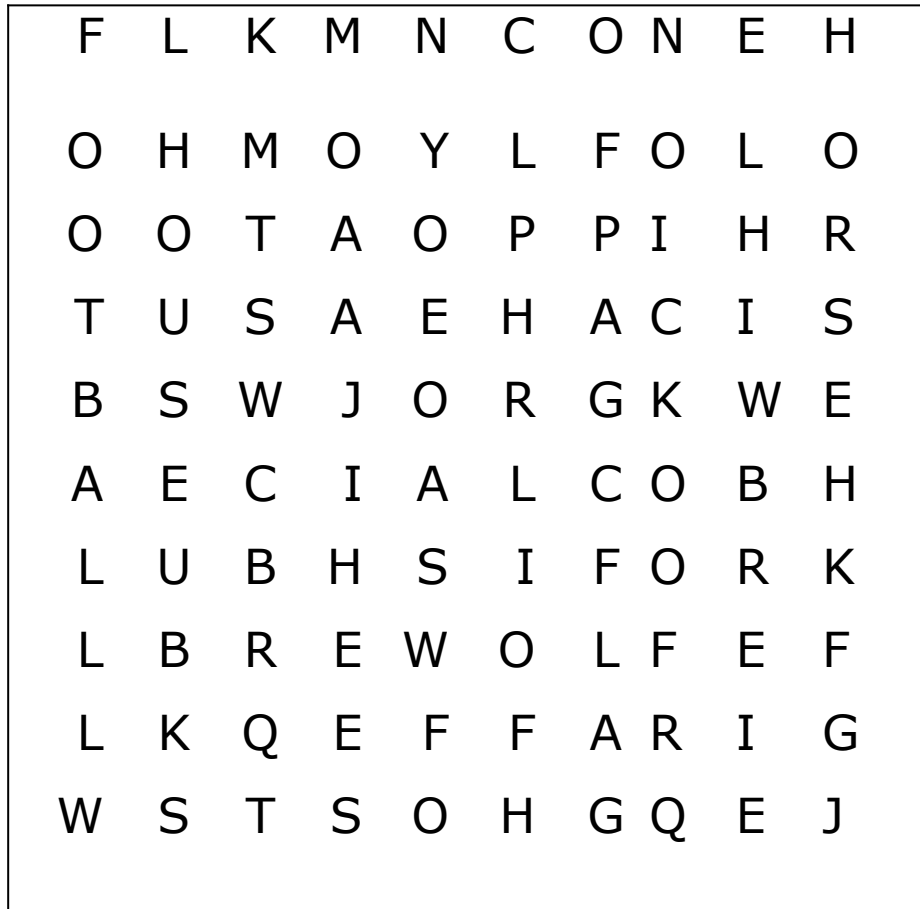 F L K M N C O N E H
O H M O Y L F O L O
O O T A O P P I H R
T U S A E H A C I S
B S W J O R G K W E
A E C I A L C O B H
L U B H S I F O R K
L B R E W O L F E F
L K Q E F F A R I G
W S T S O H G Q E J